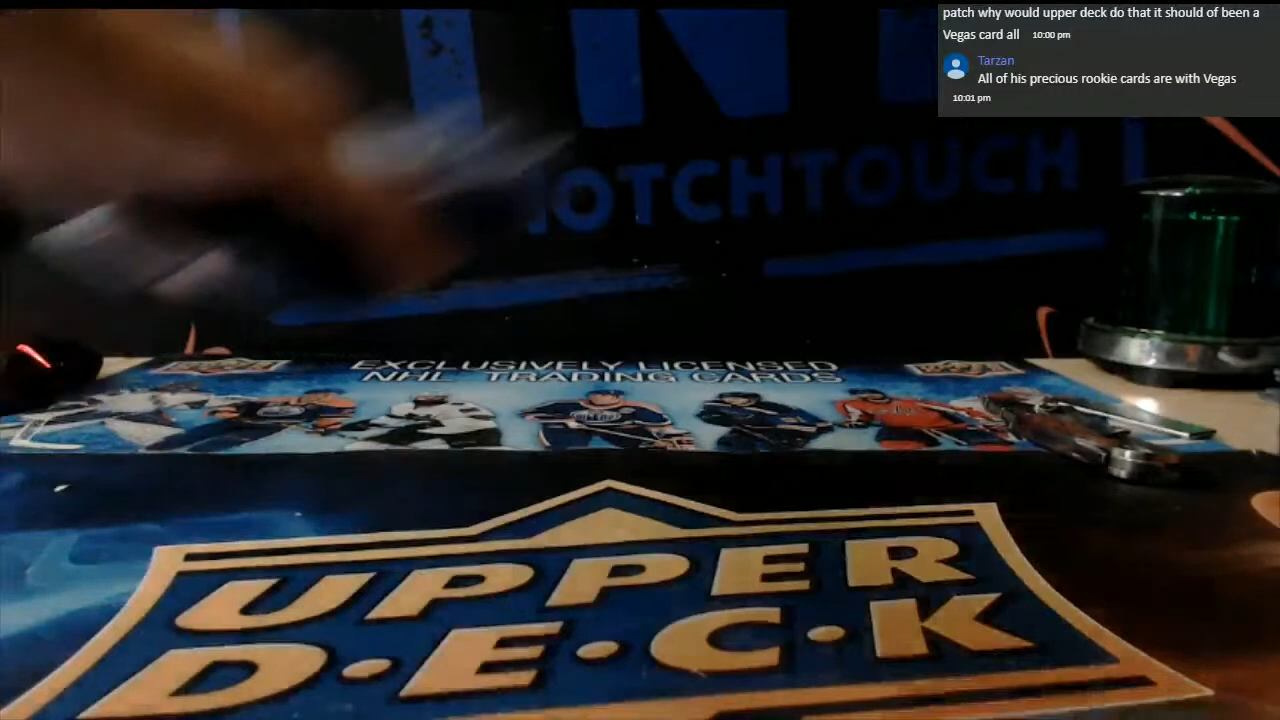 patch why would upper deck do that it should of been a
Vegas card all 10:00 pm
Tarzan
All of his precious rookie cards are with Vegas
10:01 pm
OTCHTOUCH
EXCLUSIVELY LICENSED
NHL TRADING CARDS
UPPER
D·E·C·K